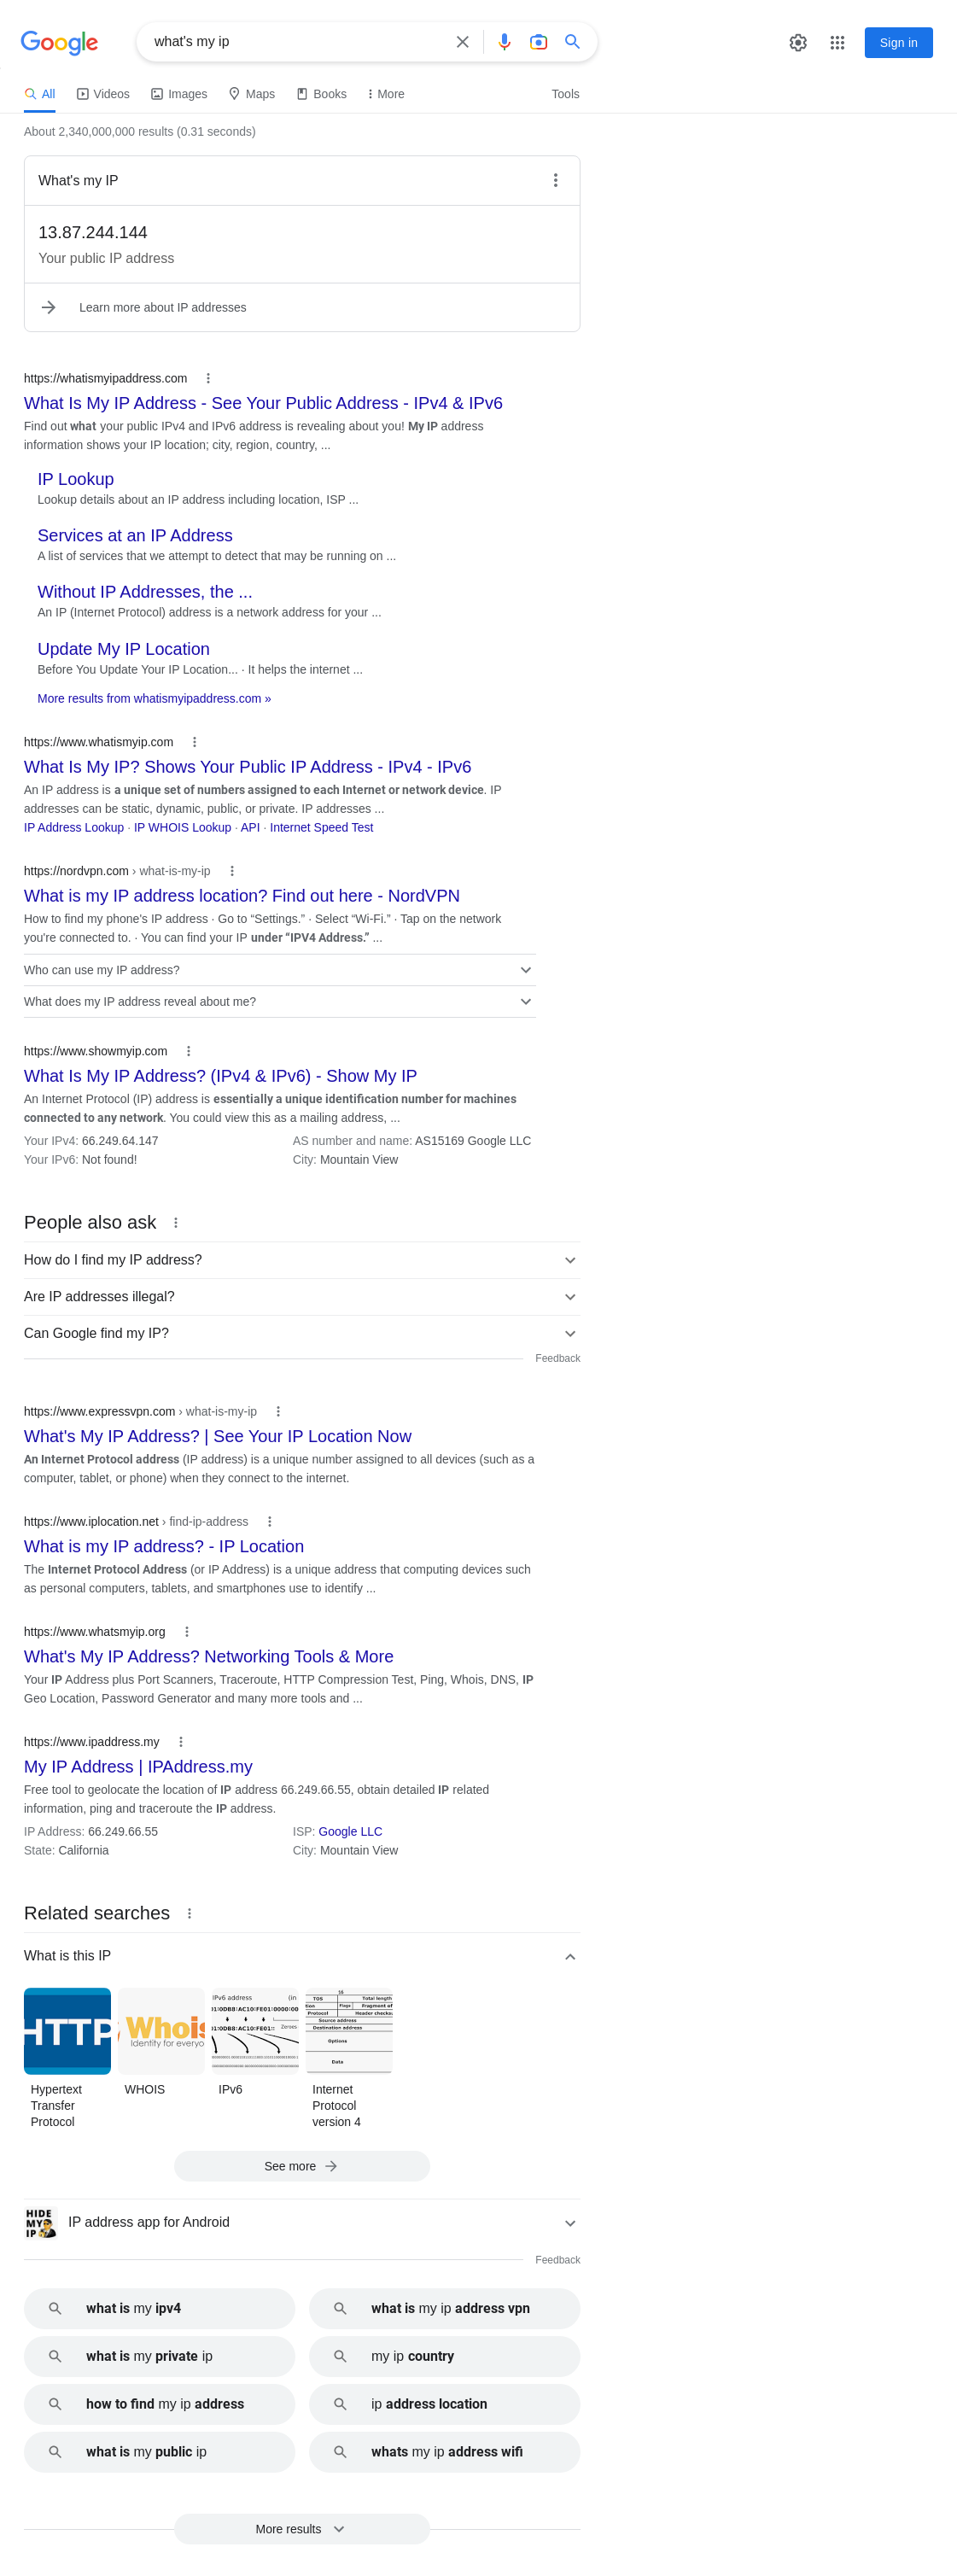 Google
what's my ip
Sign in
All
Videos
Images
Maps
Books
More
Tools
About 2,340,000,000 results (0.31 seconds)
What's my IP
13.87.244.144
Your public IP address
Learn more about IP addresses
https://whatismyipaddress.com
What Is My IP Address - See Your Public Address - IPv4 & IPv6
Find out what your public IPv4 and IPv6 address is revealing about you! My IP address
information shows your IP location; city, region, country, ...
IP Lookup
Lookup details about an IP address including location, ISP ...
Services at an IP Address
A list of services that we attempt to detect that may be running on ...
Without IP Addresses, the ...
An IP (Internet Protocol) address is a network address for your ...
Update My IP Location
Before You Update Your IP Location... · It helps the internet ...
More results from whatismyipaddress.com »
https://www.whatismyip.com
What Is My IP? Shows Your Public IP Address - IPv4 - IPv6
An IP address is a unique set of numbers assigned to each Internet or network device. IP
addresses can be static, dynamic, public, or private. IP addresses ...
IP Address Lookup · IP WHOIS Lookup · API · Internet Speed Test
https://nordvpn.com › what-is-my-ip
What is my IP address location? Find out here - NordVPN
How to find my phone's IP address · Go to “Settings.” · Select “Wi-Fi.” · Tap on the network
you're connected to. · You can find your IP under “IPV4 Address.” ...
Who can use my IP address?
What does my IP address reveal about me?
https://www.showmyip.com
What Is My IP Address? (IPv4 & IPv6) - Show My IP
An Internet Protocol (IP) address is essentially a unique identification number for machines
connected to any network. You could view this as a mailing address, ...
Your IPv4: 66.249.64.147
AS number and name: AS15169 Google LLC
Your IPv6: Not found!
City: Mountain View
People also ask
How do I find my IP address?
Are IP addresses illegal?
Can Google find my IP?
Feedback
https://www.expressvpn.com › what-is-my-ip
What's My IP Address? | See Your IP Location Now
An Internet Protocol address (IP address) is a unique number assigned to all devices (such as a
computer, tablet, or phone) when they connect to the internet.
https://www.iplocation.net › find-ip-address
What is my IP address? - IP Location
The Internet Protocol Address (or IP Address) is a unique address that computing devices such
as personal computers, tablets, and smartphones use to identify ...
https://www.whatsmyip.org
What's My IP Address? Networking Tools & More
Your IP Address plus Port Scanners, Traceroute, HTTP Compression Test, Ping, Whois, DNS, IP
Geo Location, Password Generator and many more tools and ...
https://www.ipaddress.my
My IP Address | IPAddress.my
Free tool to geolocate the location of IP address 66.249.66.55, obtain detailed IP related
information, ping and traceroute the IP address.
IP Address: 66.249.66.55
ISP: Google LLC
State: California
City: Mountain View
Related searches
What is this IP
HTTP
Whois
Identity for everyo
IPv6 address (in
Zeroes
TOS
Total length
Flags
Fragment of
Protocol
Header checksu
Source address
Destination address
Options
Data
Hypertext
Transfer
Protocol
WHOIS
IPv6
Internet
Protocol
version 4
See more
HIDE
MY
IP
IP address app for Android
Feedback
what is my ipv4
what is my ip address vpn
what is my private ip
my ip country
how to find my ip address
ip address location
what is my public ip
whats my ip address wifi
More results